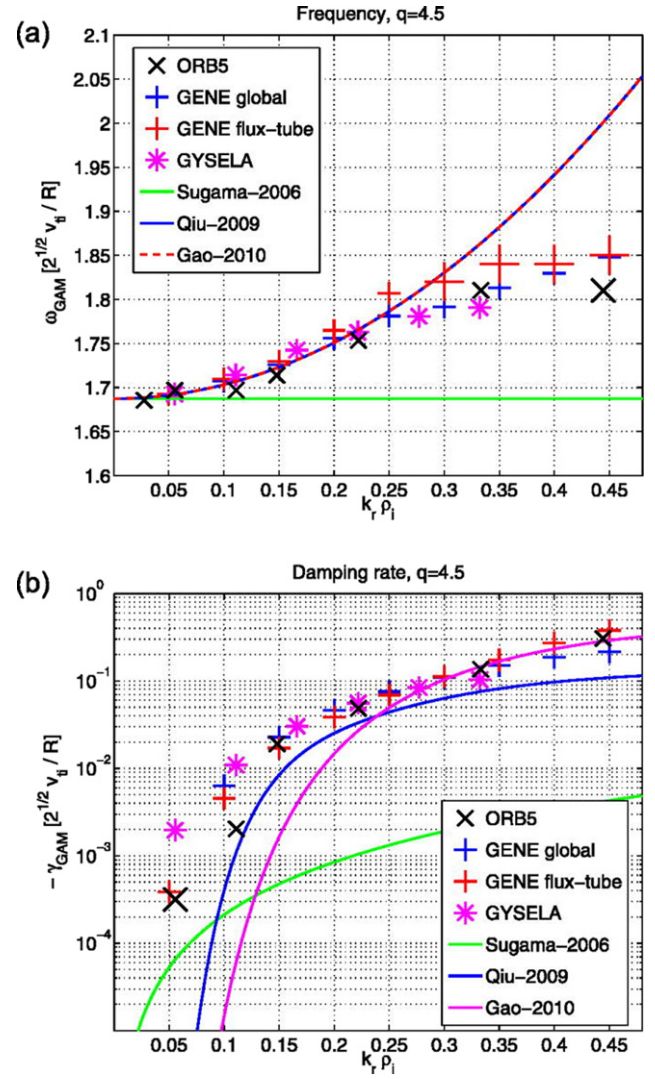 (a)
Frequency, q=4.5
2.1
2.05
2
1.95
1.9
1.85
1.8
1.75
1.7
1.65
1.6
ω_GAM [2^1/2 v_ti / R]
ORB5
GENE global
GENE flux-tube
GYSELA
Sugama-2006
Qiu-2009
Gao-2010
0.05 0.1 0.15 0.2 0.25 0.3 0.35 0.4 0.45
k_r ρ_i
(b)
Damping rate, q=4.5
10^0
10^-1
10^-2
10^-3
10^-4
- γ_GAM [2^1/2 v_ti / R]
ORB5
GENE global
GENE flux-tube
GYSELA
Sugama-2006
Qiu-2009
Gao-2010
0.05 0.1 0.15 0.2 0.25 0.3 0.35 0.4 0.45
k_r ρ_i